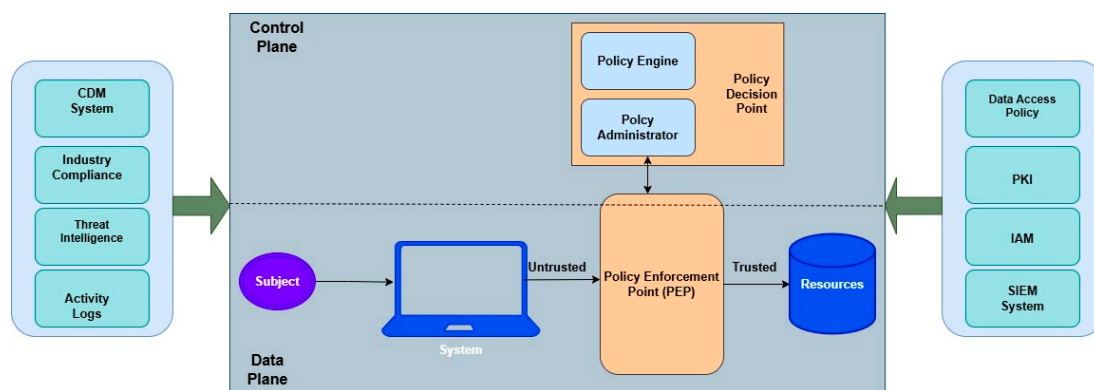 Control
Plane
Policy Engine
Policy
Decision
Point
Polcy
Administrator
CDM
System
Industry
Compliance
Threat
Intelligence
Activity
Logs
Data Access
Policy
PKI
IAM
SIEM
System
Subject
System
Untrusted
Policy Enforcement
Point (PEP)
Trusted
Resources
Data
Plane